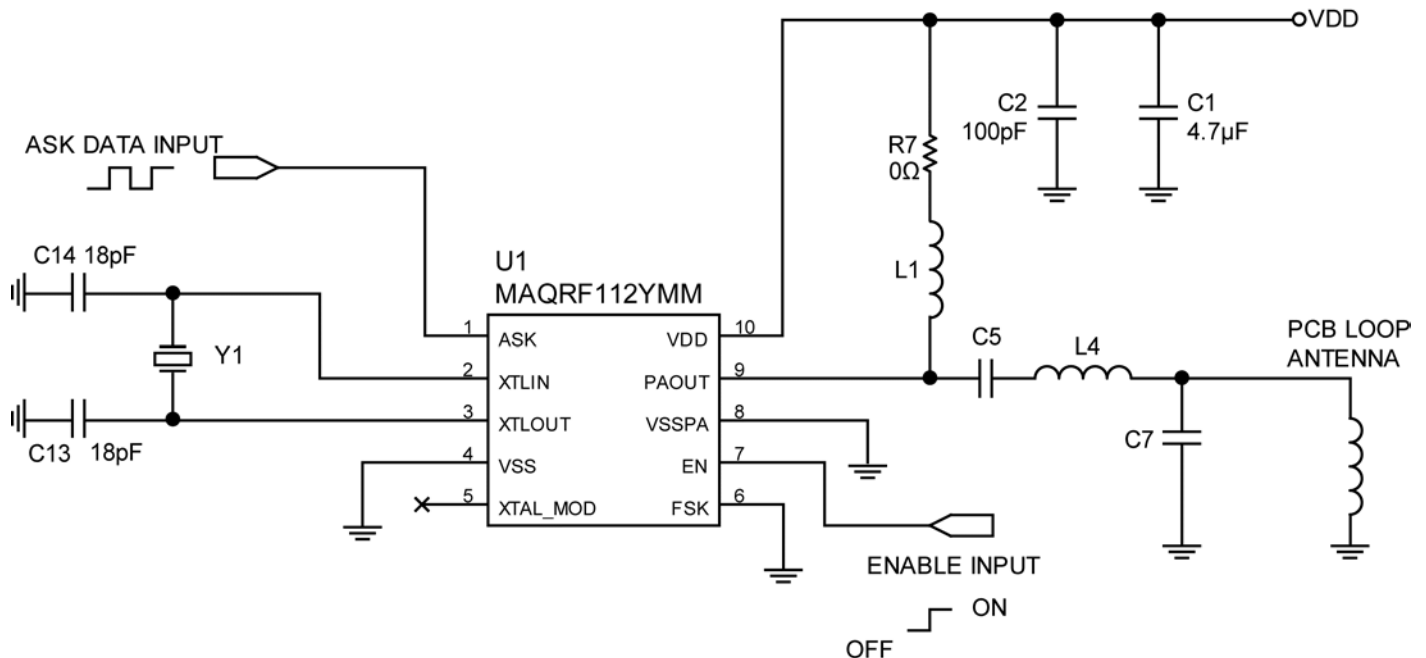 VDD
C2
100pF
C1
4.7µF
R7
0Ω
ASK DATA INPUT
C14 18pF
U1
MAQRF112YMM
L1
Y1
1
ASK
VDD
10
C5
L4
PCB LOOP
ANTENNA
2
XTLIN
PAOUT
9
3
XTLOUT
VSSPA
8
C7
C13 18pF
4
VSS
EN
7
5
XTAL_MOD
FSK
6
ENABLE INPUT
ON
OFF